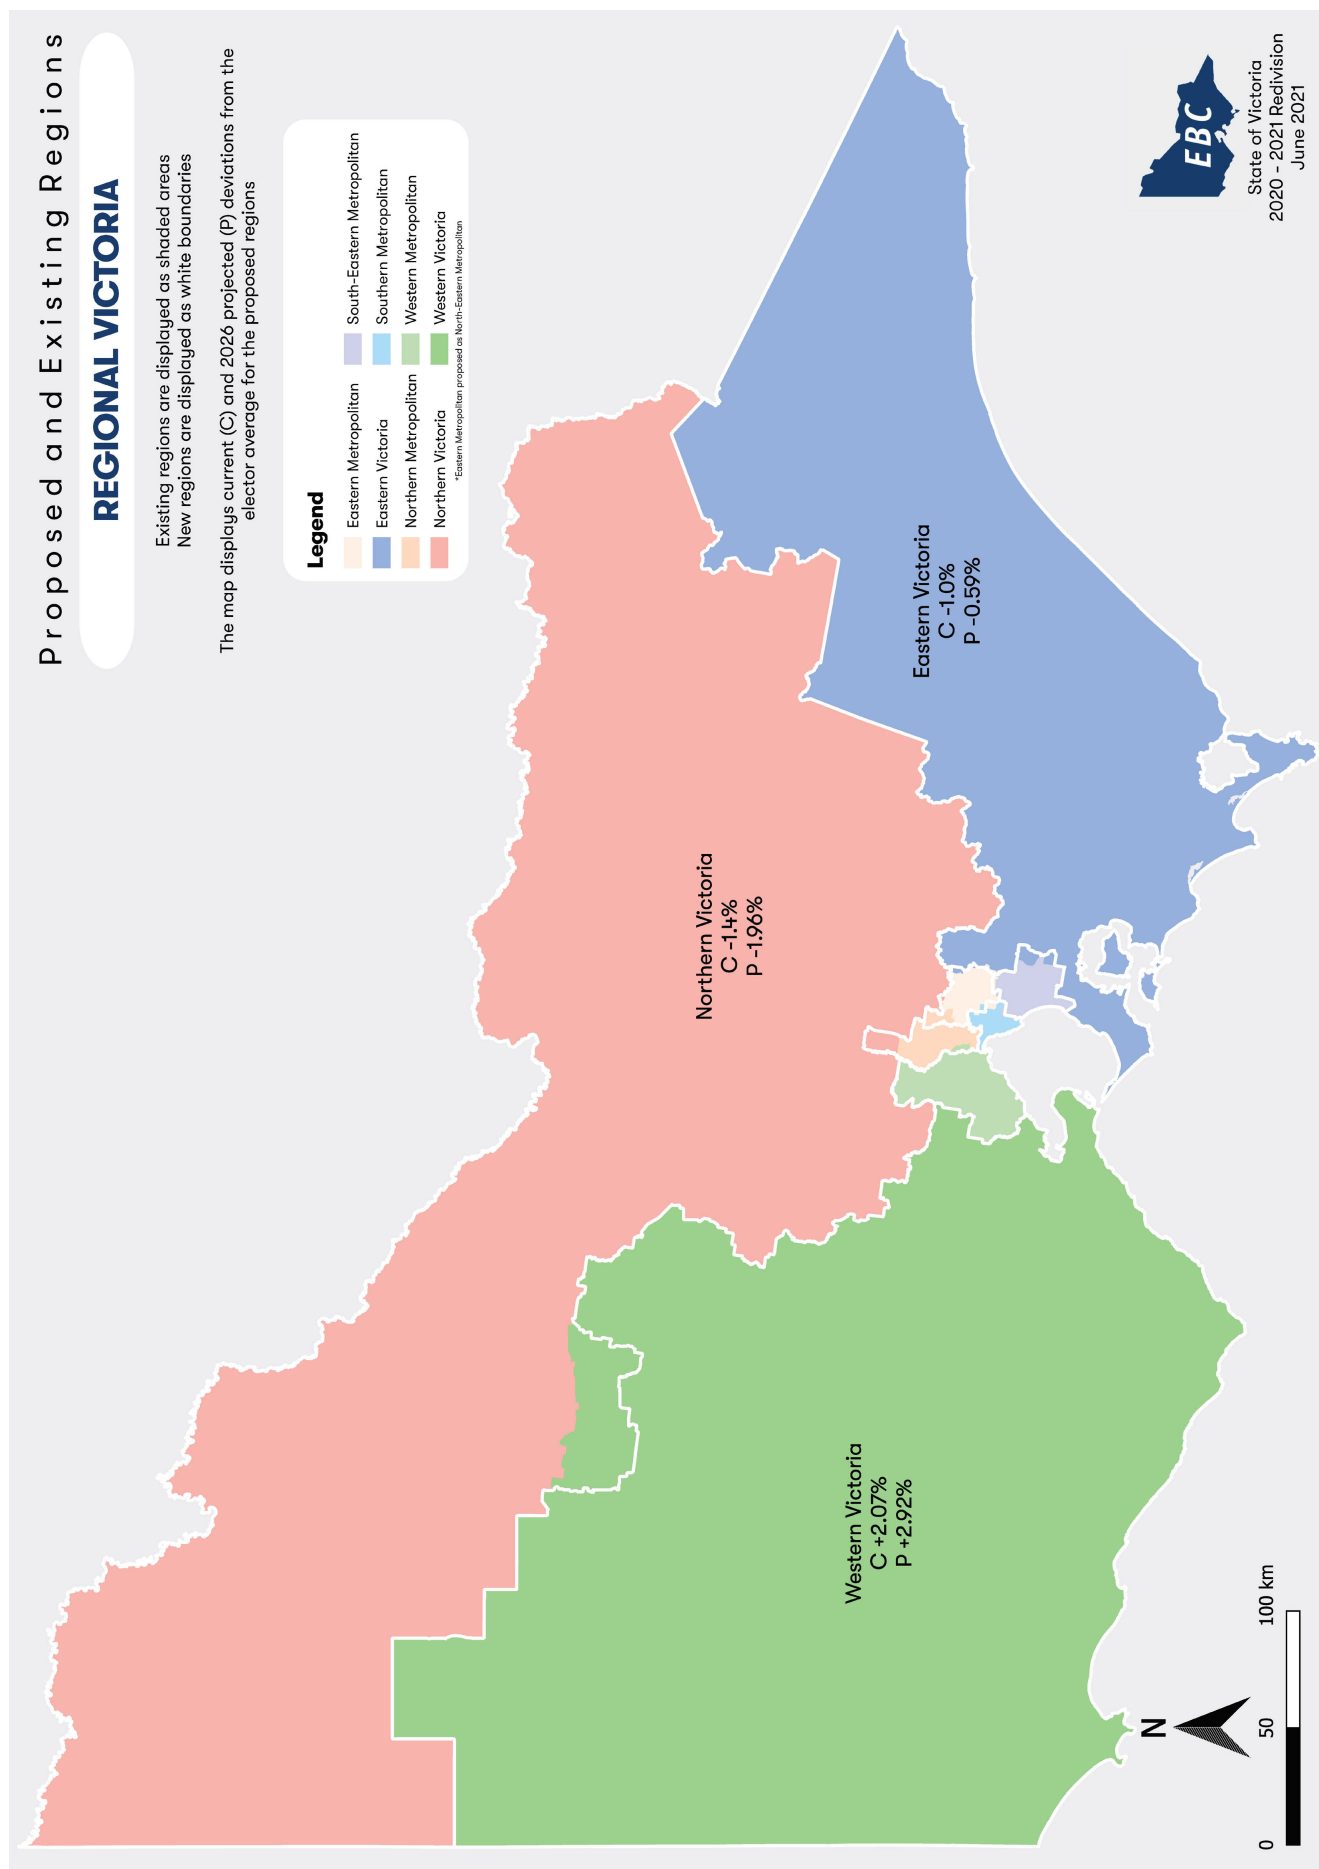 Proposed and Existing Regions
REGIONAL VICTORIA
Existing regions are displayed as shaded areas
New regions are displayed as white boundaries
The map displays current (C) and 2026 projected (P) deviations from the
elector average for the proposed regions
Legend
Eastern Metropolitan
Eastern Victoria
Northern Metropolitan
Northern Victoria
South-Eastern Metropolitan
Southern Metropolitan
Western Metropolitan
Western Victoria
*Eastern Metropolitan proposed as North-Eastern Metropolitan
Northern Victoria
C -1.4%
P -1.96%
Eastern Victoria
C -1.0%
P -0.59%
Western Victoria
C +2.07%
P +2.92%
N
0
50
100 km
EBC
State of Victoria
2020 - 2021 Redivision
June 2021